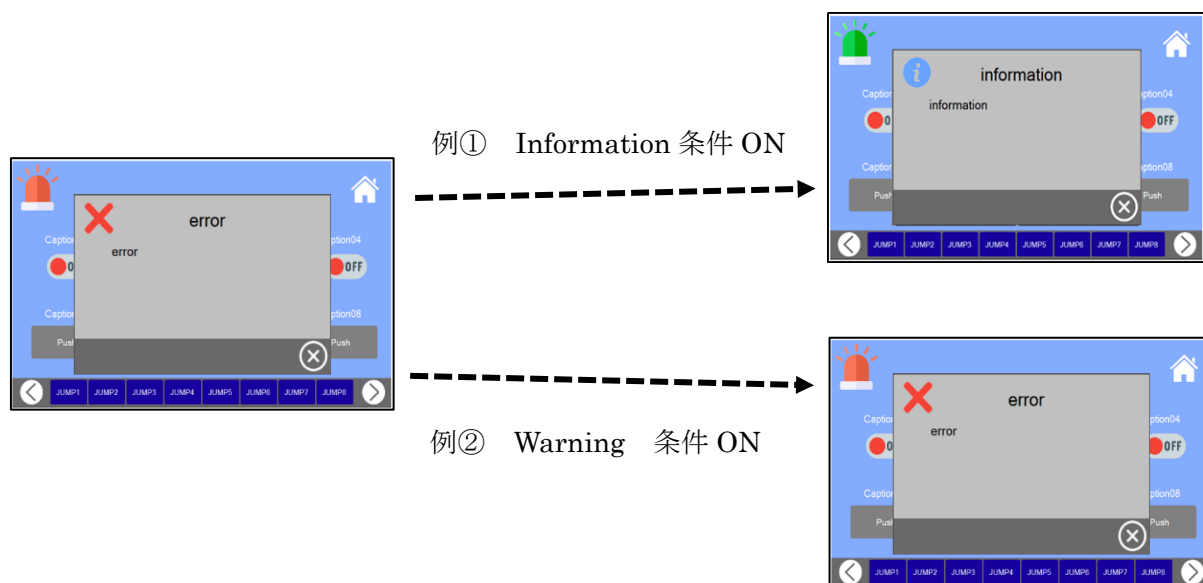 error
error
Caption
ption04
OFF
Caption
ption08
Push
Push
JUMP1 JUMP2 JUMP3 JUMP4 JUMP5 JUMP6 JUMP7 JUMP8
例① Information 条件 ON
例② Warning 条件 ON
information
information
Caption
ption04
OFF
Caption
ption08
Push
Push
JUMP1 JUMP2 JUMP3 JUMP4 JUMP5 JUMP6 JUMP7 JUMP8
error
error
Caption
ption04
OFF
Caption
ption08
Push
Push
JUMP1 JUMP2 JUMP3 JUMP4 JUMP5 JUMP6 JUMP7 JUMP8